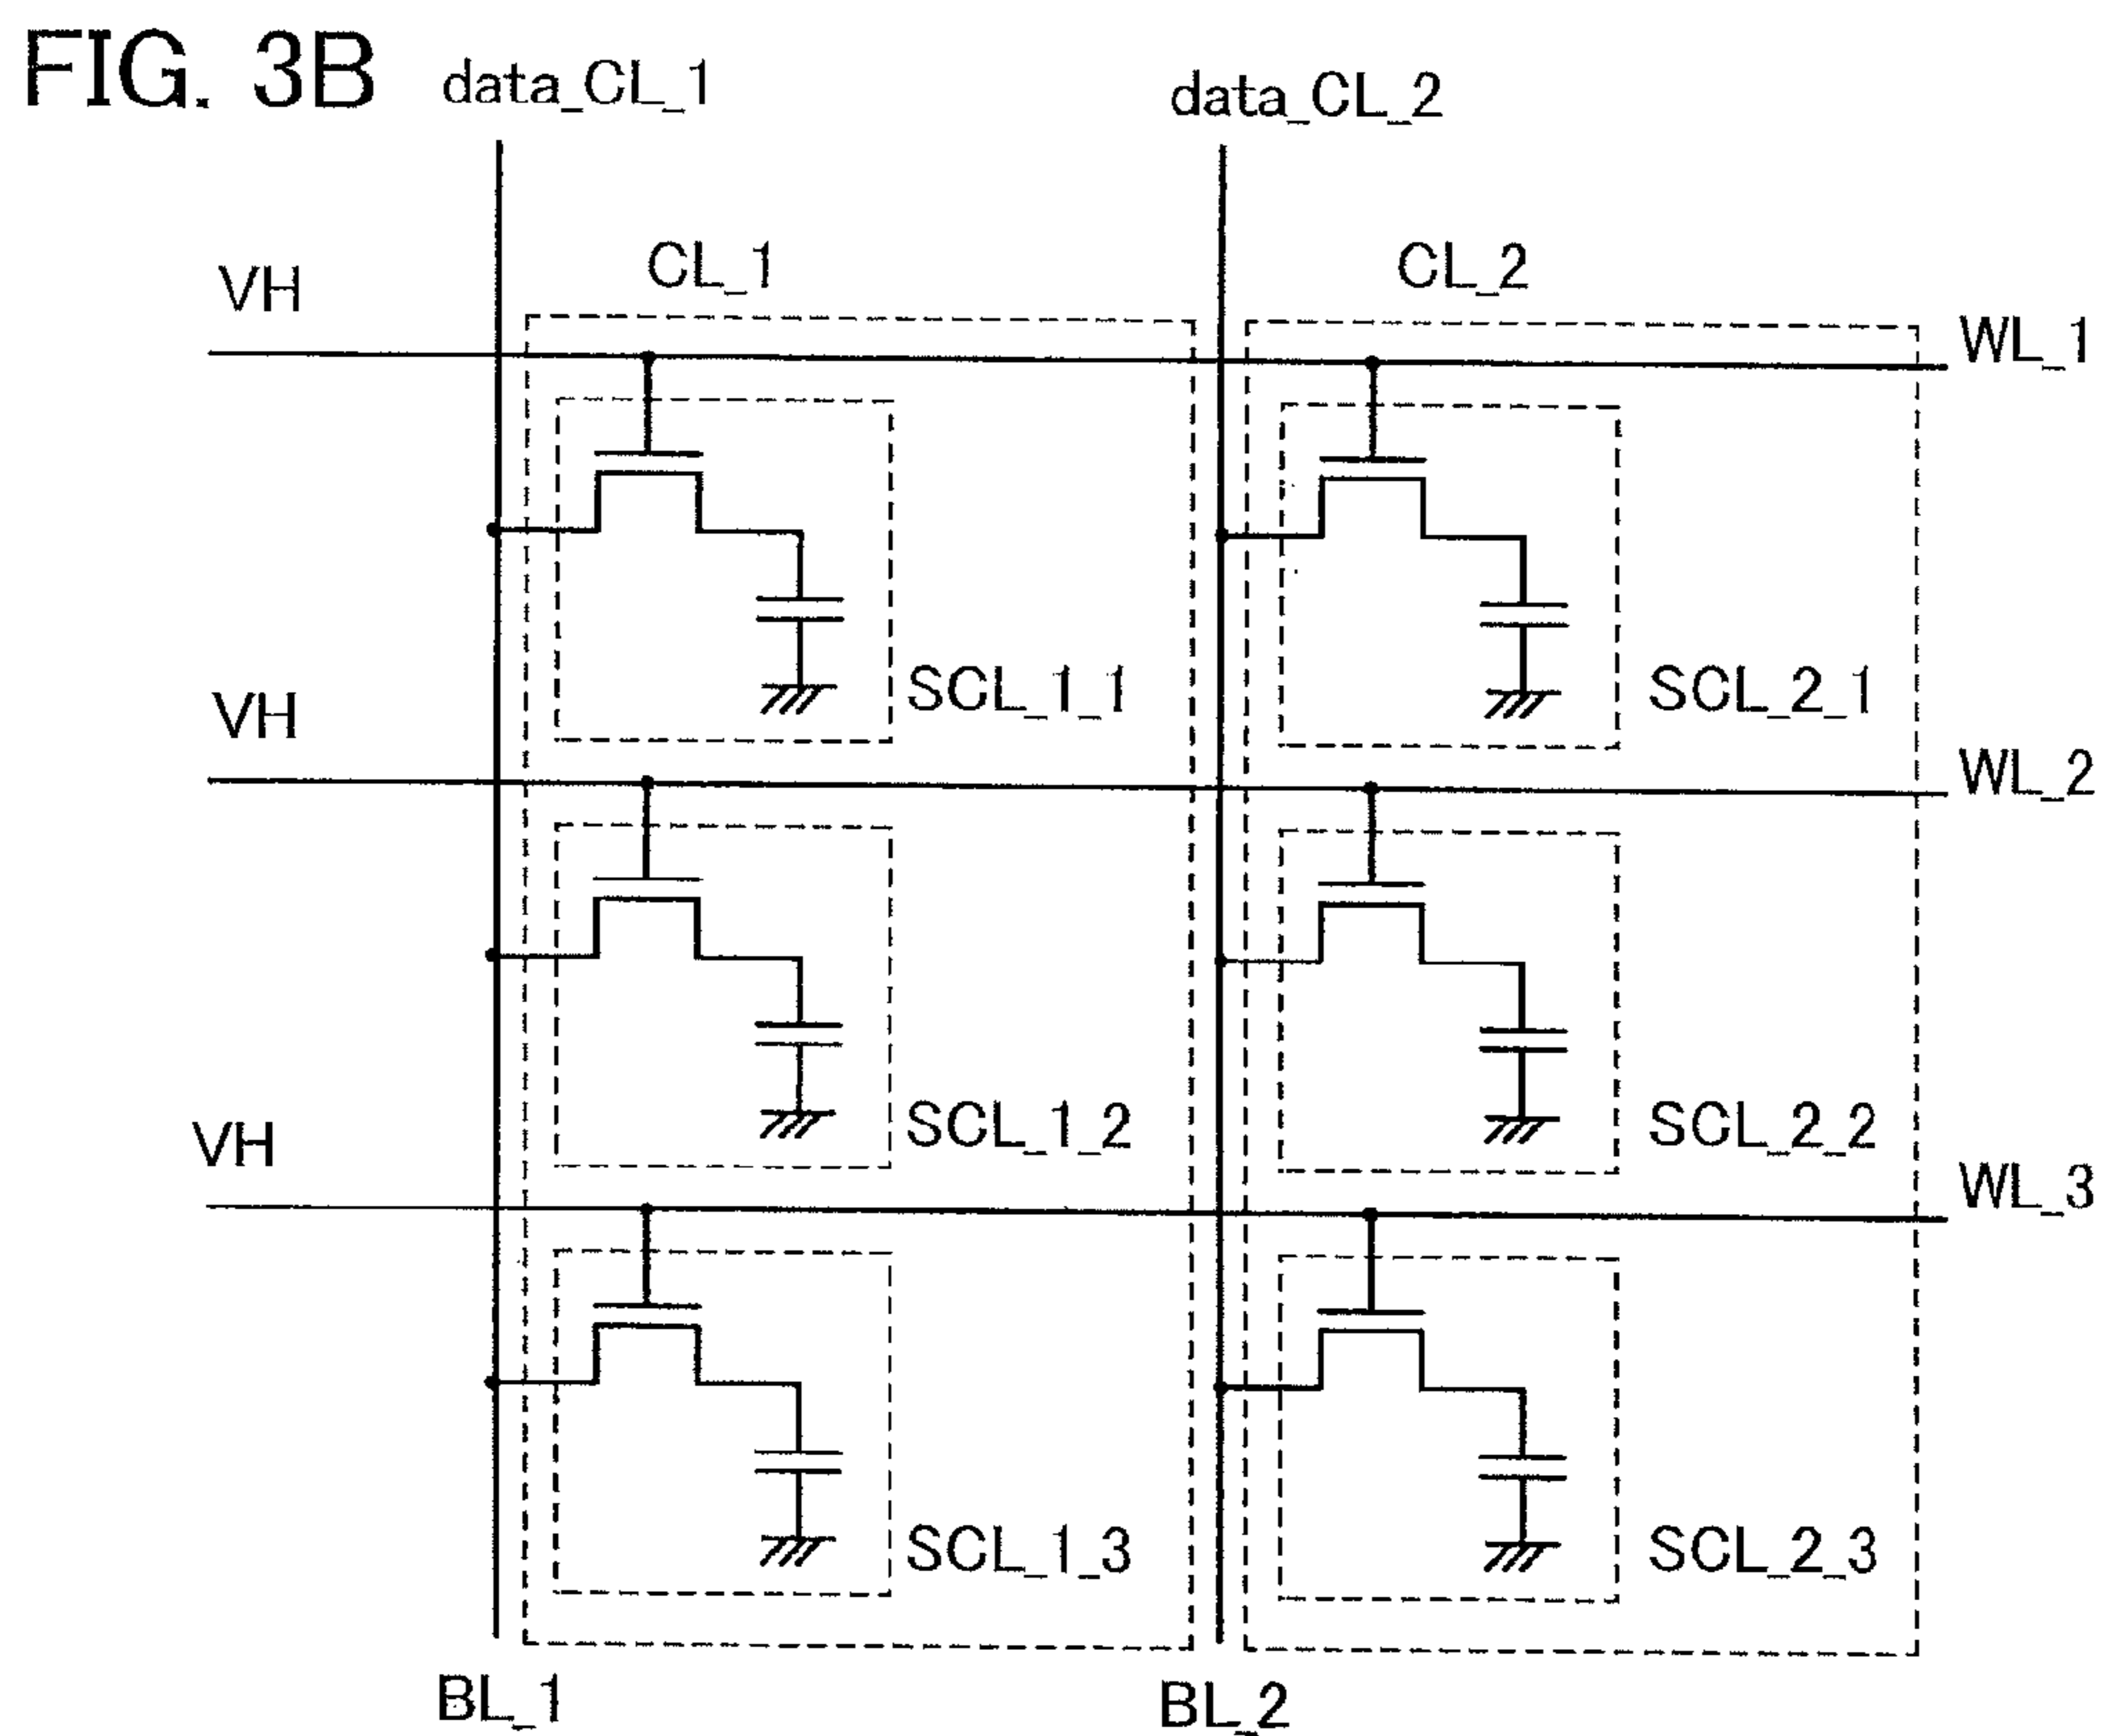 FIG. 3B
data_CL_1
data_CL_2
CL_1
CL_2
VH
WL_1
SCL_1_1
SCL_2_1
VH
WL_2
SCL_1_2
SCL_2_2
VH
WL_3
SCL_1_3
SCL_2_3
BL_1
BL_2